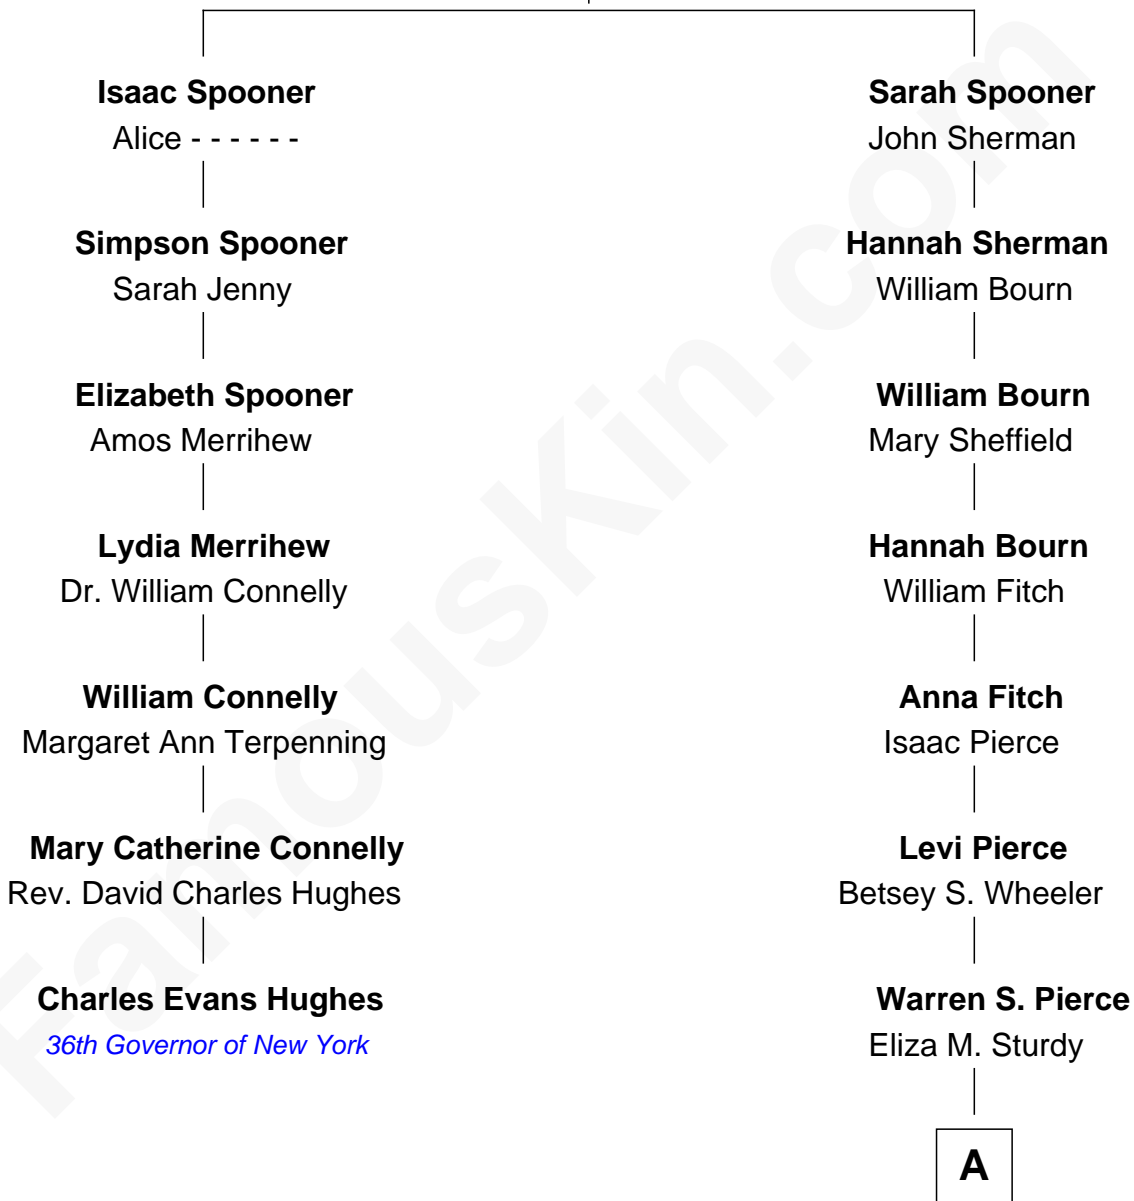 Isaac Spooner
Alice - - - - - -
Sarah Spooner
John Sherman
Simpson Spooner
Sarah Jenny
Hannah Sherman
William Bourn
Elizabeth Spooner
Amos Merrihew
William Bourn
Mary Sheffield
Lydia Merrihew
Dr. William Connelly
Hannah Bourn
William Fitch
William Connelly
Margaret Ann Terpenning
Anna Fitch
Isaac Pierce
Mary Catherine Connelly
Rev. David Charles Hughes
Levi Pierce
Betsey S. Wheeler
Charles Evans Hughes
36th Governor of New York
Warren S. Pierce
Eliza M. Sturdy
A
FamousKin.com